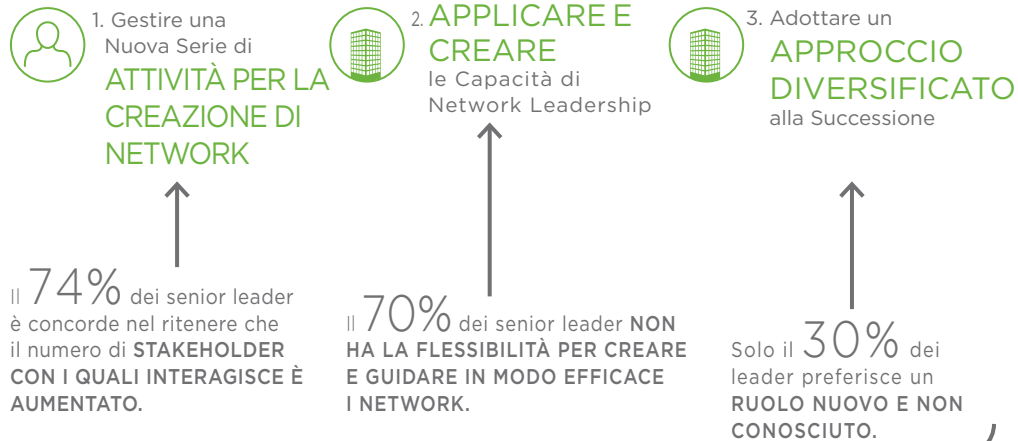 1. Gestire una
Nuova Serie di
ATTIVITÀ PER LA
CREAZIONE DI
NETWORK
Il 74% dei senior leader
è concorde nel ritenere che
il numero di STAKEHOLDER
CON I QUALI INTERAGISCE È
AUMENTATO.
2. APPLICARE E
CREARE
le Capacità di
Network Leadership
Il 70% dei senior leader NON
HA LA FLESSIBILITÀ PER CREARE
E GUIDARE IN MODO EFFICACE
I NETWORK.
3. Adottare un
APPROCCIO
DIVERSIFICATO
alla Successione
Solo il 30% dei
leader preferisce un
RUOLO NUOVO E NON
CONOSCIUTO.